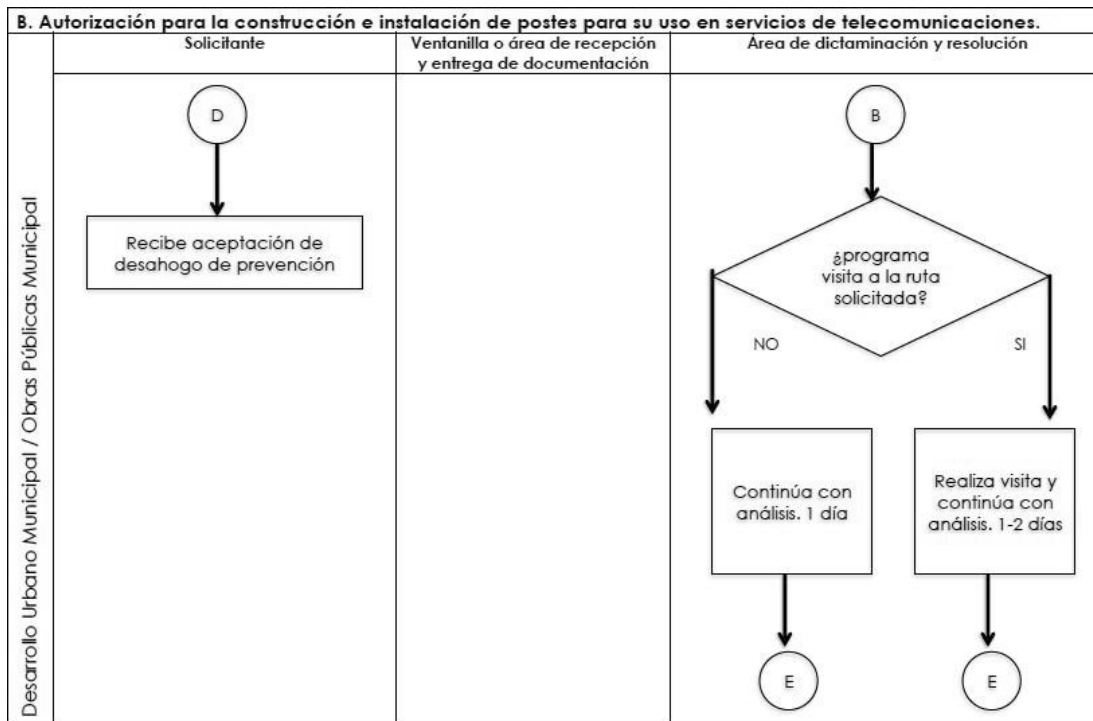 B. Autorización para la construcción e instalación de postes para su uso en servicios de telecomunicaciones.
Solicitante
Ventanilla o área de recepción
y entrega de documentación
Área de dictaminación y resolución
Desarrollo Urbano Municipal / Obras Públicas Municipal
D
Recibe aceptación de
desahogo de prevención
B
¿programa
visita a la ruta
solicitada?
NO
SI
Continúa con
análisis. 1 día
Realiza visita y
continúa con
análisis. 1-2 días
E
E